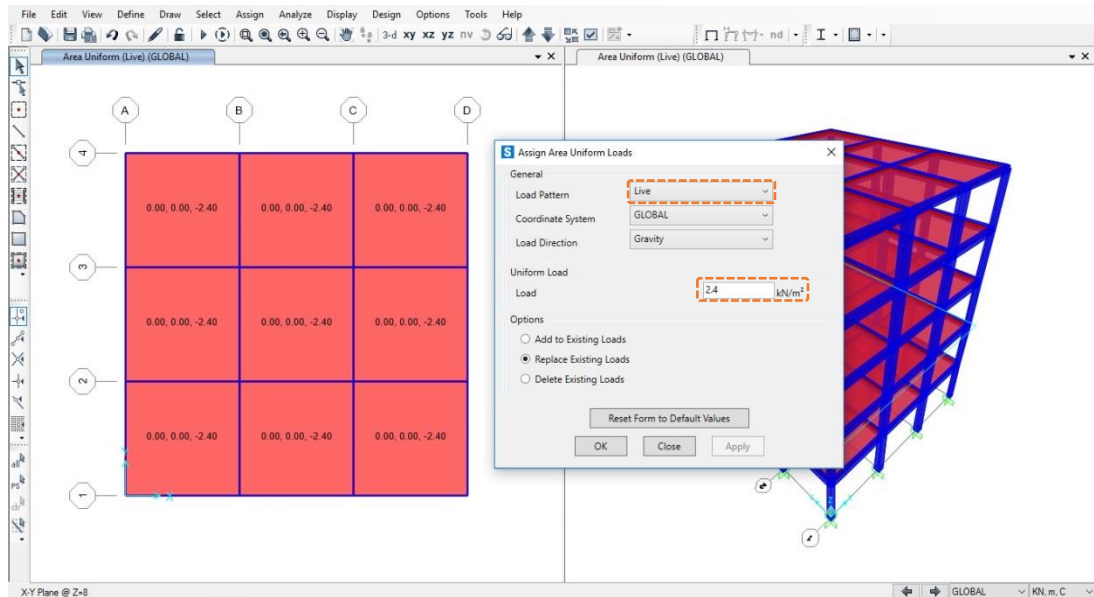 File Edit View Define Draw Select Assign Analyze Display Design Options Tools Help
3-d xy xz yz nv
nd
Area Uniform (Live) (GLOBAL)
Area Uniform (Live) (GLOBAL)
A B C D
4
0.00, 0.00, -2.40 0.00, 0.00, -2.40 0.00, 0.00, -2.40
3
0.00, 0.00, -2.40 0.00, 0.00, -2.40 0.00, 0.00, -2.40
2
0.00, 0.00, -2.40 0.00, 0.00, -2.40 0.00, 0.00, -2.40
Y
1
X
S Assign Area Uniform Loads
General
Load Pattern Live
Coordinate System GLOBAL
Load Direction Gravity
Uniform Load
Load 2.4 kN/m²
Options
Add to Existing Loads
Replace Existing Loads
Delete Existing Loads
Reset Form to Default Values
OK Close Apply
all
PS
clr
X-Y Plane @ Z=8
GLOBAL KN, m, C